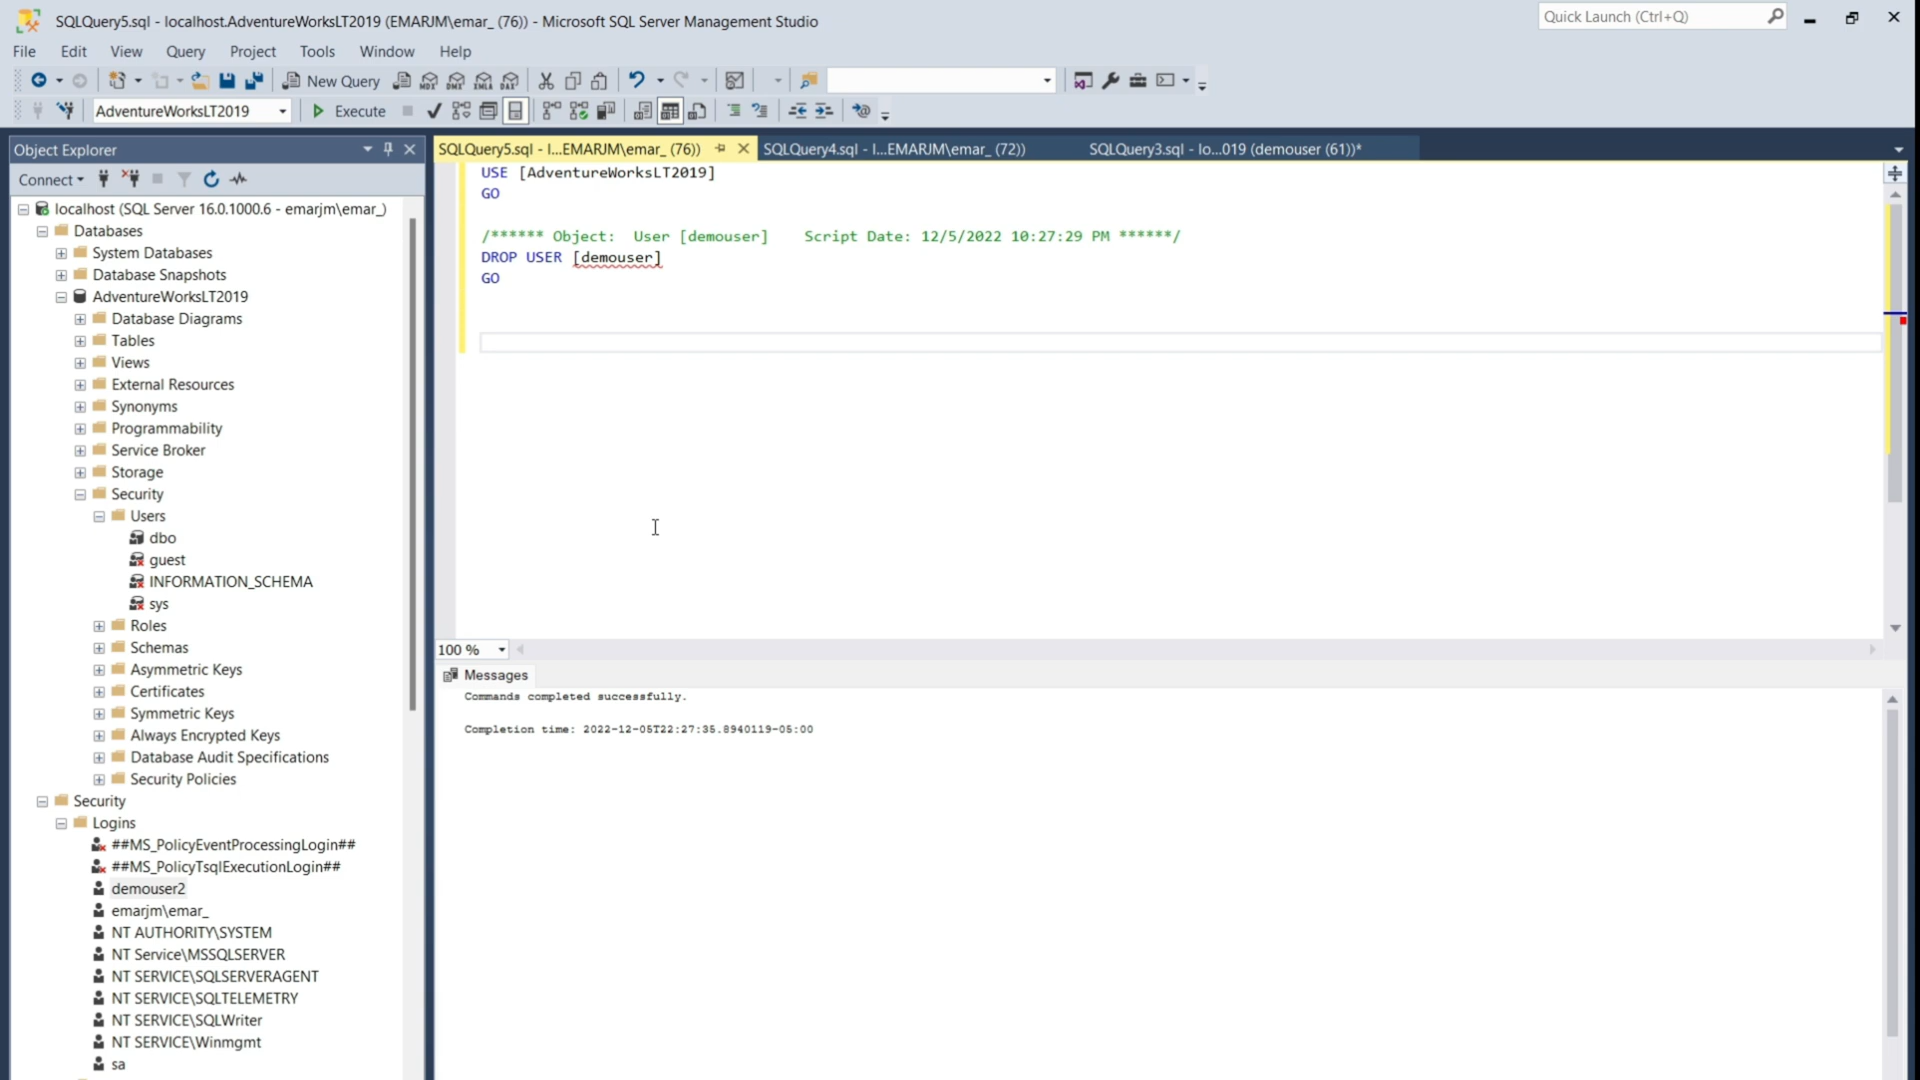 SQLQuery5.sql - localhost.AdventureWorksLT2019 (EMARJM\emar_ (76)) - Microsoft SQL Server Management Studio
Quick Launch (Ctrl+Q)
File Edit View Query Project Tools Window Help
New Query
AdventureWorksLT2019 Execute
Object Explorer
SQLQuery5.sql - l...EMARJM\emar_ (76)) SQLQuery4.sql - l...EMARJM\emar_ (72)) SQLQuery3.sql - lo...019 (demouser (61))*
Connect
localhost (SQL Server 16.0.1000.6 - emarjm\emar_)
Databases
System Databases
Database Snapshots
AdventureWorksLT2019
Database Diagrams
Tables
Views
External Resources
Synonyms
Programmability
Service Broker
Storage
Security
Users
dbo
guest
INFORMATION_SCHEMA
sys
Roles
Schemas
Asymmetric Keys
Certificates
Symmetric Keys
Always Encrypted Keys
Database Audit Specifications
Security Policies
Security
Logins
##MS_PolicyEventProcessingLogin##
##MS_PolicyTsqlExecutionLogin##
demouser2
emarjm\emar_
NT AUTHORITY\SYSTEM
NT Service\MSSQLSERVER
NT SERVICE\SQLSERVERAGENT
NT SERVICE\SQLTELEMETRY
NT SERVICE\SQLWriter
NT SERVICE\Winmgmt
sa
USE [AdventureWorksLT2019]
GO
/****** Object: User [demouser] Script Date: 12/5/2022 10:27:29 PM ******/
DROP USER [demouser]
GO
100 %
Messages
Commands completed successfully.
Completion time: 2022-12-05T22:27:35.8940119-05:00